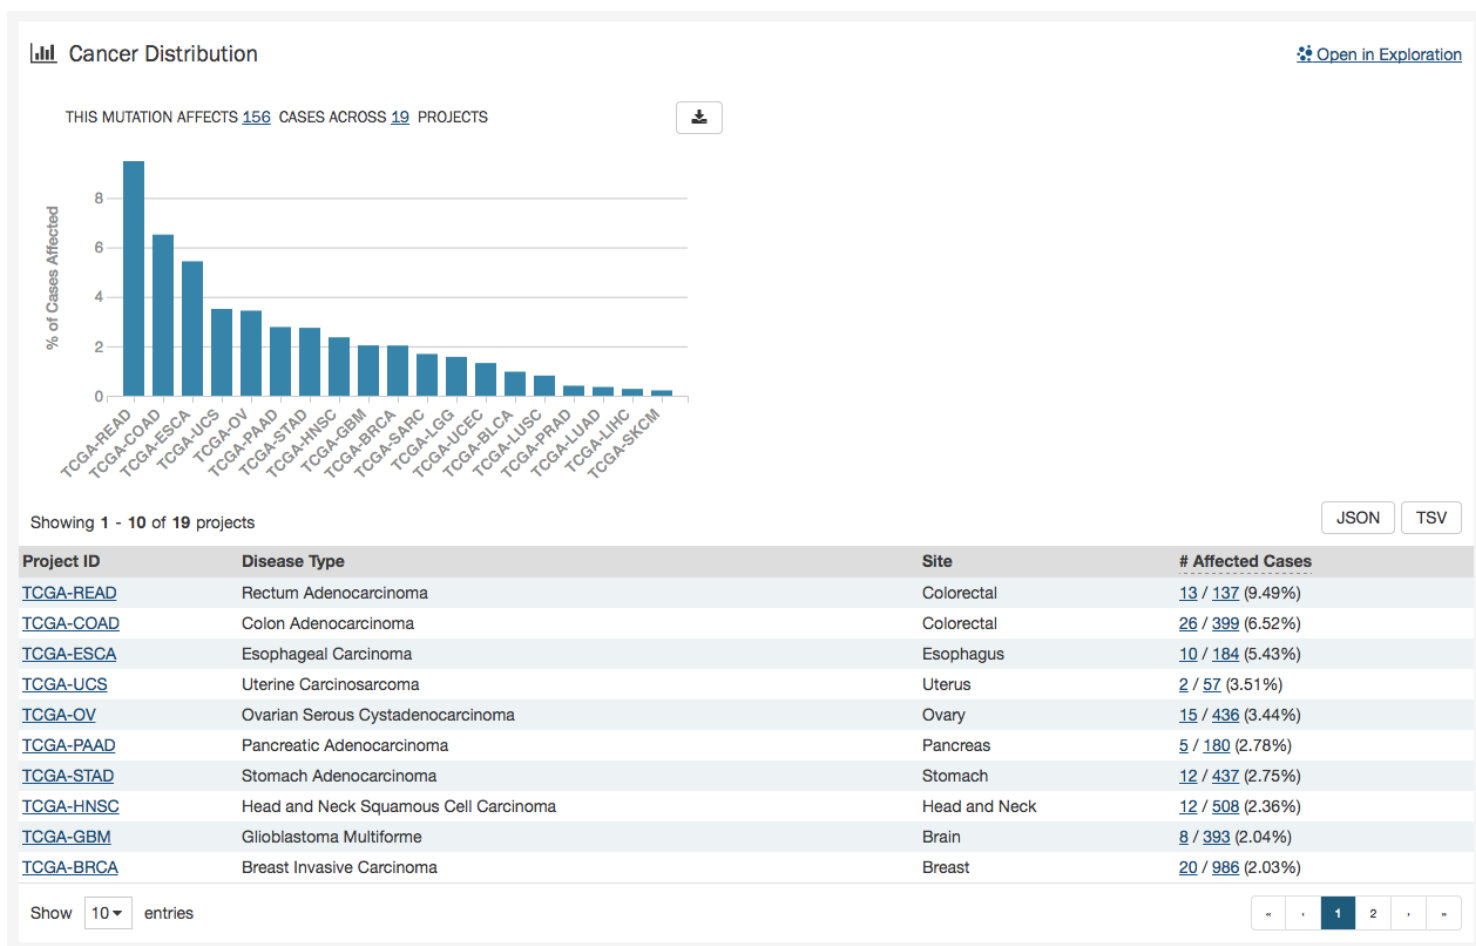 Cancer Distribution
Open in Exploration
THIS MUTATION AFFECTS 156 CASES ACROSS 19 PROJECTS
% of Cases Affected
8
6
4
2
0
TCGA-READ
TCGA-COAD
TCGA-ESCA
TCGA-UCS
TCGA-OV
TCGA-PAAD
TCGA-STAD
TCGA-HNSC
TCGA-GBM
TCGA-BRCA
TCGA-SARC
TCGA-LGG
TCGA-UCEC
TCGA-BLCA
TCGA-LUSC
TCGA-PRAD
TCGA-LUAD
TCGA-LIHC
TCGA-SKCM
Showing 1 - 10 of 19 projects
JSON TSV
Project ID Disease Type Site # Affected Cases
TCGA-READ Rectum Adenocarcinoma Colorectal 13 / 137 (9.49%)
TCGA-COAD Colon Adenocarcinoma Colorectal 26 / 399 (6.52%)
TCGA-ESCA Esophageal Carcinoma Esophagus 10 / 184 (5.43%)
TCGA-UCS Uterine Carcinosarcoma Uterus 2 / 57 (3.51%)
TCGA-OV Ovarian Serous Cystadenocarcinoma Ovary 15 / 436 (3.44%)
TCGA-PAAD Pancreatic Adenocarcinoma Pancreas 5 / 180 (2.78%)
TCGA-STAD Stomach Adenocarcinoma Stomach 12 / 437 (2.75%)
TCGA-HNSC Head and Neck Squamous Cell Carcinoma Head and Neck 12 / 508 (2.36%)
TCGA-GBM Glioblastoma Multiforme Brain 8 / 393 (2.04%)
TCGA-BRCA Breast Invasive Carcinoma Breast 20 / 986 (2.03%)
Show 10 entries
« ‹ 1 2 › »